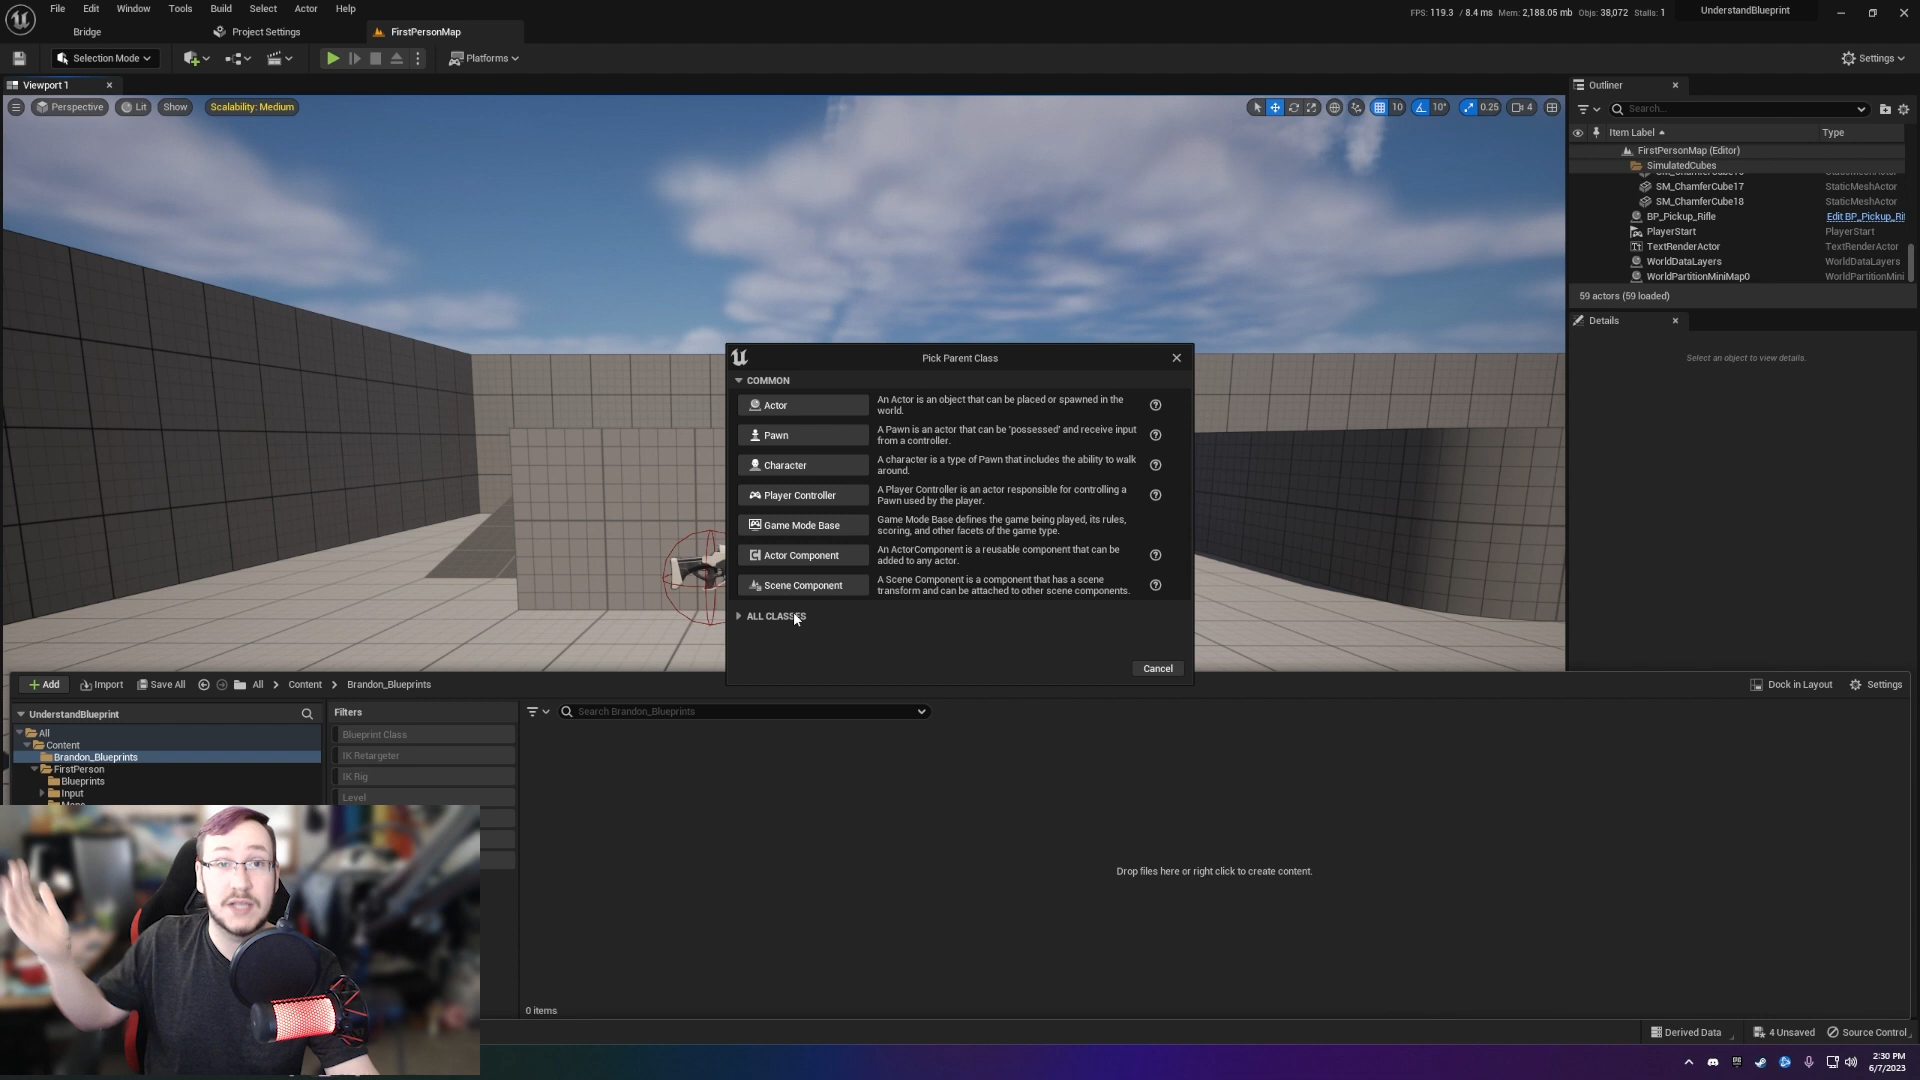 File Edit Window Tools Build Select Actor Help
FPS: 119.3 / 8.4 ms Mem: 2,188.05 mb Objs: 38,072 Stalls: 1
UnderstandBlueprint
Bridge
Project Settings
FirstPersonMap
Selection Mode
Platforms
Settings
Viewport 1
Perspective
Lit
Show
Scalability: Medium
10
10°
0.25
4
Outliner
Search...
Item Label
Type
FirstPersonMap (Editor)
SimulatedCubes
SM_ChamferCube17 StaticMeshActor
SM_ChamferCube18 StaticMeshActor
BP_Pickup_Rifle Edit BP_Pickup_Rif
PlayerStart PlayerStart
TextRenderActor TextRenderActor
WorldDataLayers WorldDataLayers
WorldPartitionMiniMap0 WorldPartitionMini
59 actors (59 loaded)
Details
Select an object to view details.
Pick Parent Class
COMMON
Actor
An Actor is an object that can be placed or spawned in the
world.
Pawn
A Pawn is an actor that can be 'possessed' and receive input
from a controller.
Character
A character is a type of Pawn that includes the ability to walk
around.
Player Controller
A Player Controller is an actor responsible for controlling a
Pawn used by the player.
Game Mode Base
Game Mode Base defines the game being played, its rules,
scoring, and other facets of the game type.
Actor Component
An ActorComponent is a reusable component that can be
added to any actor.
Scene Component
A Scene Component is a component that has a scene
transform and can be attached to other scene components.
ALL CLASSES
Cancel
Add
Import
Save All
All
Content
Brandon_Blueprints
Dock in Layout
Settings
UnderstandBlueprint
All
Content
Brandon_Blueprints
FirstPerson
Blueprints
Input
Filters
Blueprint Class
IK Retargeter
IK Rig
Level
Search Brandon_Blueprints
Drop files here or right click to create content.
0 items
Derived Data
4 Unsaved
Source Control
2:30 PM
6/7/2023